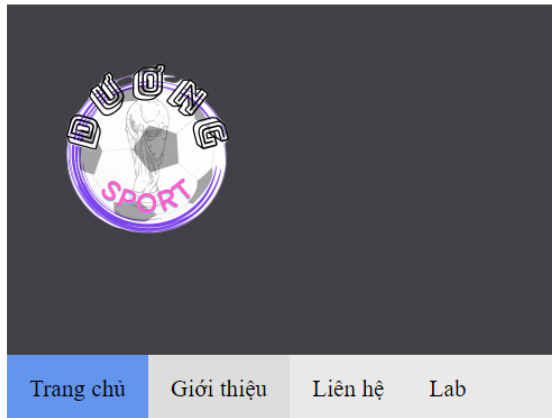 DƯƠNG
SPORT
Trang chủ Giới thiệu Liên hệ Lab